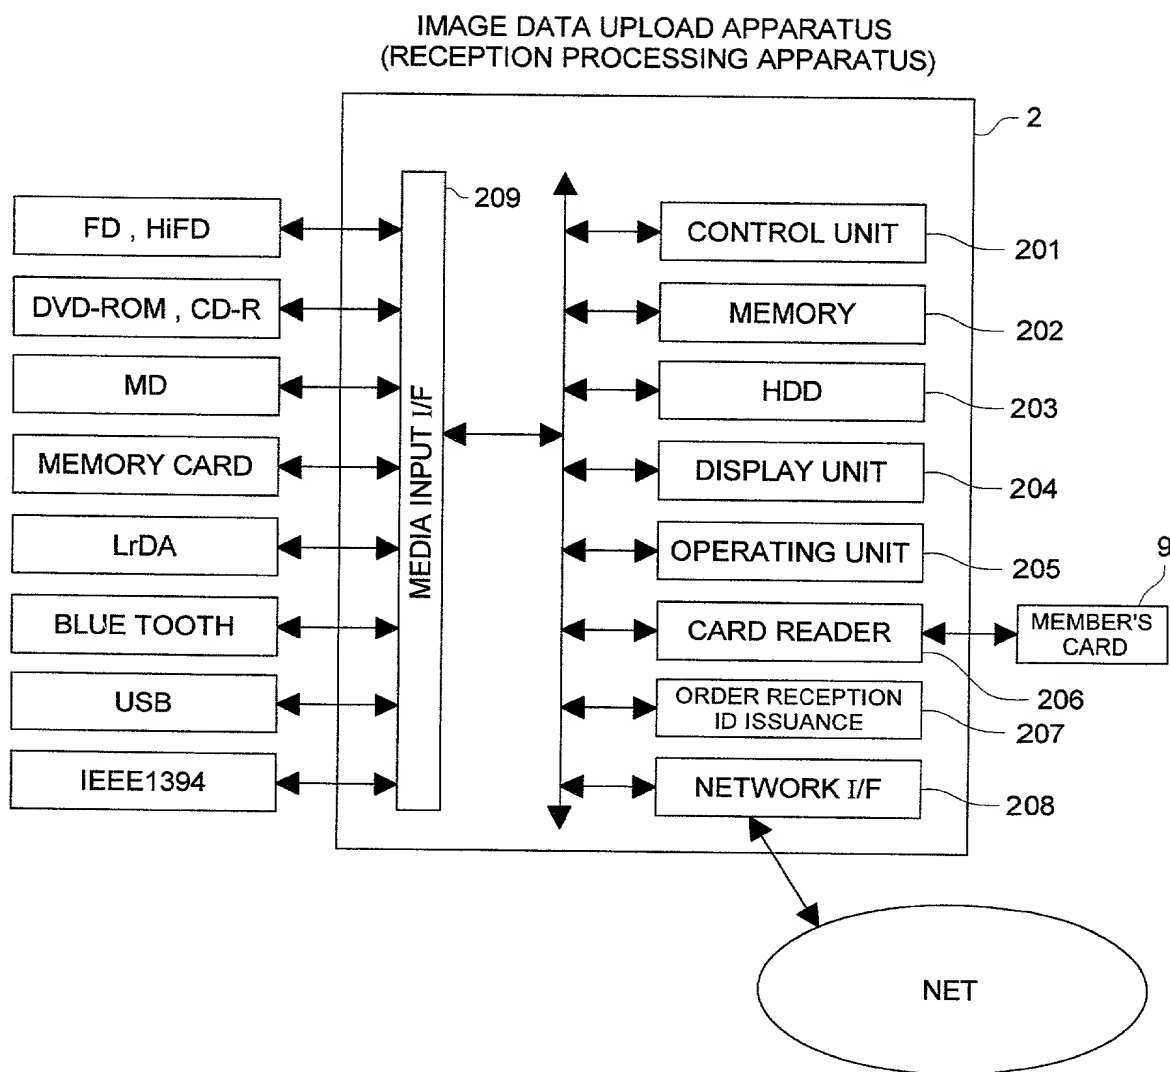 IMAGE DATA UPLOAD APPARATUS
(RECEPTION PROCESSING APPARATUS)
2
209
FD , HiFD
DVD-ROM , CD-R
MD
MEMORY CARD
LrDA
BLUE TOOTH
USB
IEEE1394
MEDIA INPUT I/F
CONTROL UNIT
201
MEMORY
202
HDD
203
DISPLAY UNIT
204
OPERATING UNIT
205
CARD READER
206
9
MEMBER'S
CARD
ORDER RECEPTION
ID ISSUANCE
207
NETWORK I/F
208
NET